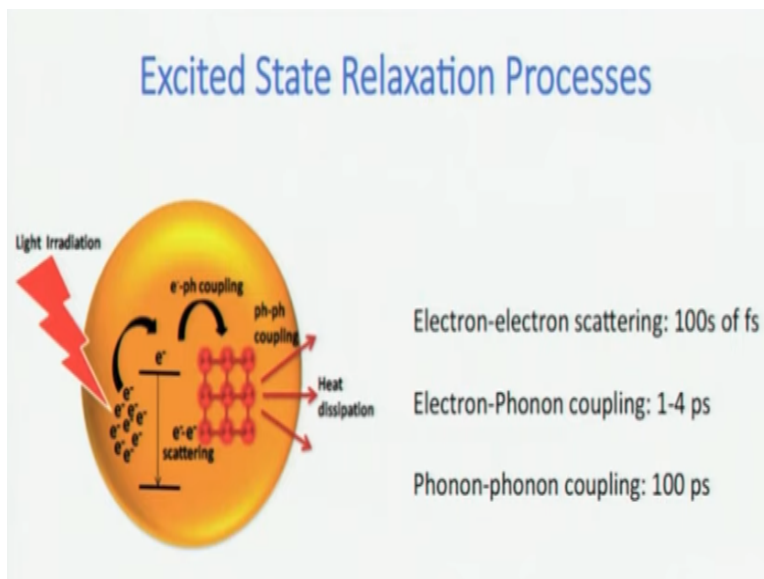 Excited State Relaxation Processes
Light Irradiation
e⁻-ph coupling
ph-ph
coupling
e⁻
e⁻
e⁻ e⁻
e⁻ e⁻
e⁻ e⁻
e⁻ e⁻
e⁻-e⁻
scattering
Heat
dissipation
Electron-electron scattering: 100s of fs
Electron-Phonon coupling: 1-4 ps
Phonon-phonon coupling: 100 ps